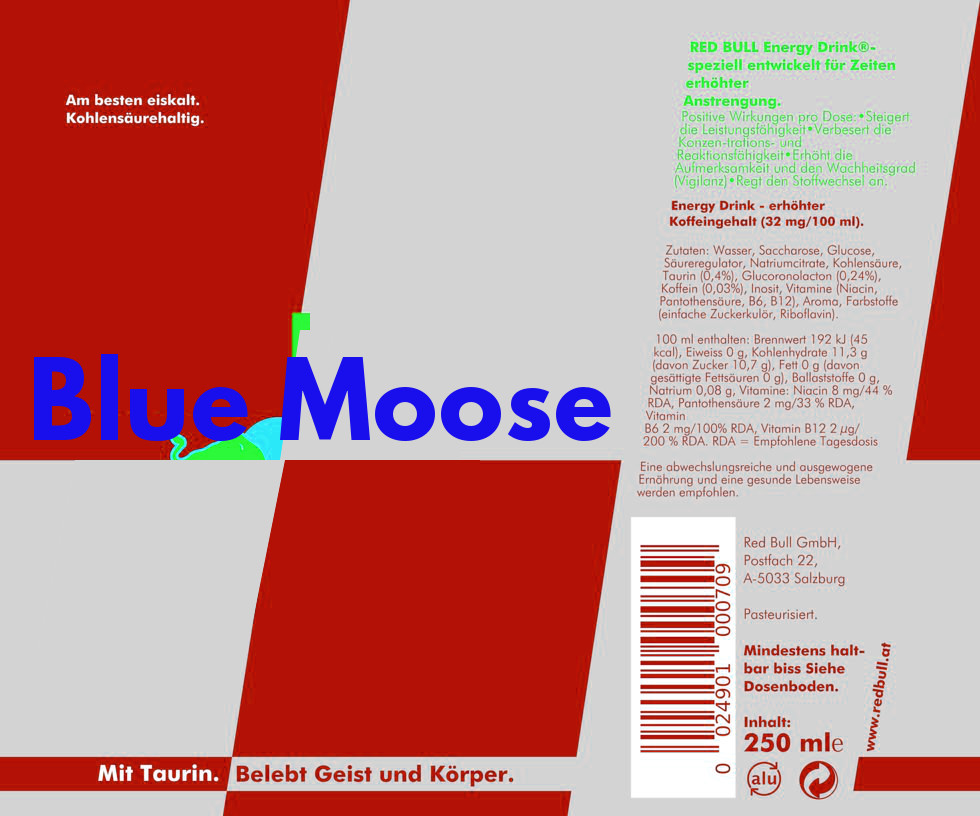 Am besten eiskalt.
Kohlensäurehaltig.
Blue Moose
Mit Taurin. Belebt Geist und Körper.
RED BULL Energy Drink®-
speziell entwickelt für Zeiten
erhöhter
Anstrengung.
Positive Wirkungen pro Dose:•Steigert
die Leistungsföhigkeit•Verbesert die
Konzen-trations- und
Reaktionsfähigkeit•Erhöht die
Aufmerksamkeit und den Wachheitsgrad
(Vigilanz)•Regt den Stoffwechsel an.
Energy Drink - erhöhter
Koffeingehalt (32 mg/100 ml).
Zutaten: Wasser, Saccharose, Glucose,
Säureregulator, Natriumcitrate, Kohlensäure,
Taurin (0,4%), Glucoronolacton (0,24%),
Koffein (0,03%), Inosit, Vitamine (Niacin,
Pantothensäure, B6, B12), Aroma, Farbstoffe
(einfache Zuckerkulör, Riboflavin).
100 ml enthalten: Brennwert 192 kJ (45
kcal), Eiweiss 0 g, Kohlenhydrate 11,3 g
(davon Zucker 10,7 g), Fett 0 g (davon
gesättigte Fettsäuren 0 g), Ballaststoffe 0 g,
Natrium 0,08 g, Vitamine: Niacin 8 mg/44 %
RDA, Pantothensäure 2 mg/33 % RDA,
Vitamin
B6 2 mg/100% RDA, Vitamin B12 2 µg/
200 % RDA. RDA = Empfohlene Tagesdosis
Eine abwechslungsreiche und ausgewogene
Ernährung und eine gesunde Lebensweise
werden empfohlen.
0 024901 000709
Red Bull GmbH,
Postfach 22,
A-5033 Salzburg
Pasteurisiert.
Mindestens halt-
bar biss Siehe
Dosenboden.
Inhalt:
250 mle
alu
www.redbull.at